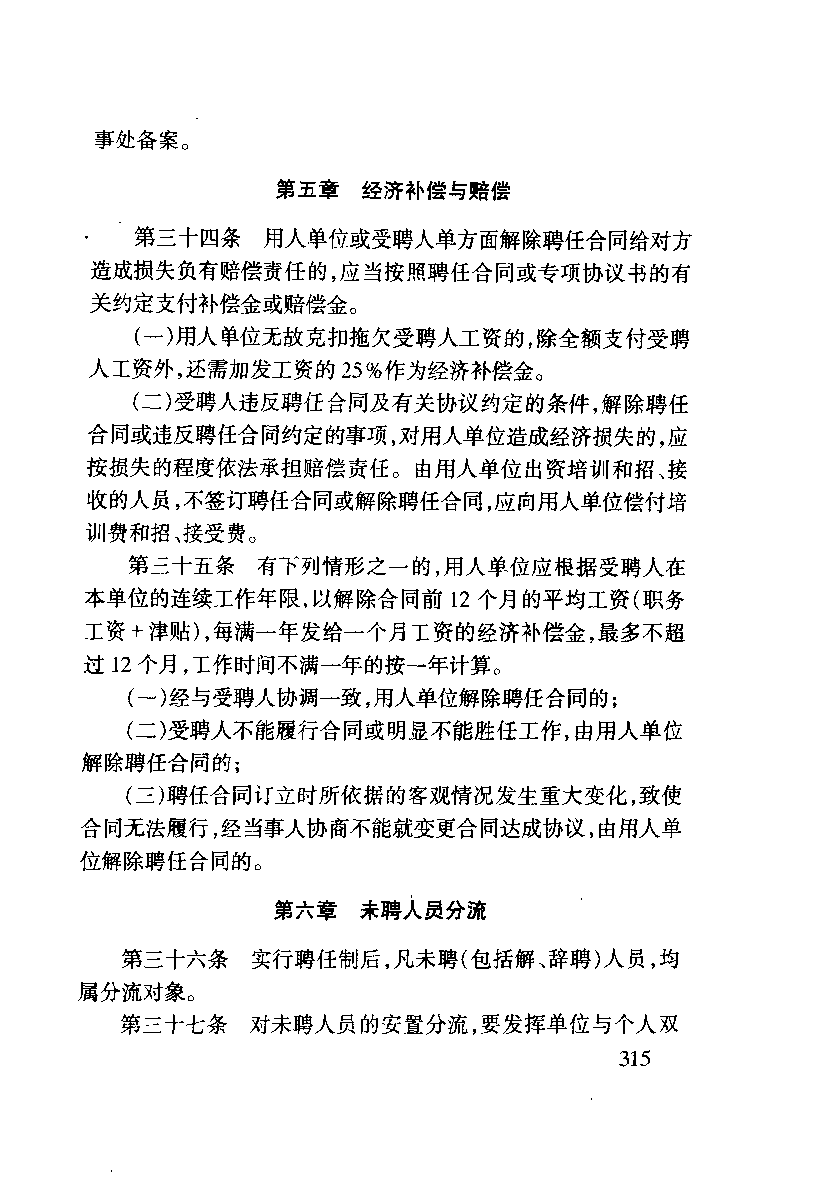 事处备案。
第五章　经济补偿与赔偿
第三十四条　用人单位或受聘人单方面解除聘任合同给对方
造成损失负有赔偿责任的,应当按照聘任合同或专项协议书的有
关约定支付补偿金或赔偿金。
(一)用人单位无故克扣拖欠受聘人工资的,除全额支付受聘
人工资外,还需加发工资的25%作为经济补偿金。
(二)受聘人违反聘任合同及有关协议约定的条件,解除聘任
合同或违反聘任合同约定的事项,对用人单位造成经济损失的,应
按损失的程度依法承担赔偿责任。由用人单位出资培训和招、接
收的人员,不签订聘任合同或解除聘任合同,应向用人单位偿付培
训费和招、接受费。
第三十五条　有下列情形之一的,用人单位应根据受聘人在
本单位的连续工作年限,以解除合同前12个月的平均工资(职务
工资+津贴),每满一年发给一个月工资的经济补偿金,最多不超
过12个月,工作时间不满一年的按一年计算。
(一)经与受聘人协调一致,用人单位解除聘任合同的;
(二)受聘人不能履行合同或明显不能胜任工作,由用人单位
解除聘任合同的;
(三)聘任合同订立时所依据的客观情况发生重大变化,致使
合同无法履行,经当事人协商不能就变更合同达成协议,由用人单
位解除聘任合同的。
第六章　未聘人员分流
第三十六条　实行聘任制后,凡未聘(包括解、辞聘)人员,均
属分流对象。
第三十七条　对未聘人员的安置分流,要发挥单位与个人双
315